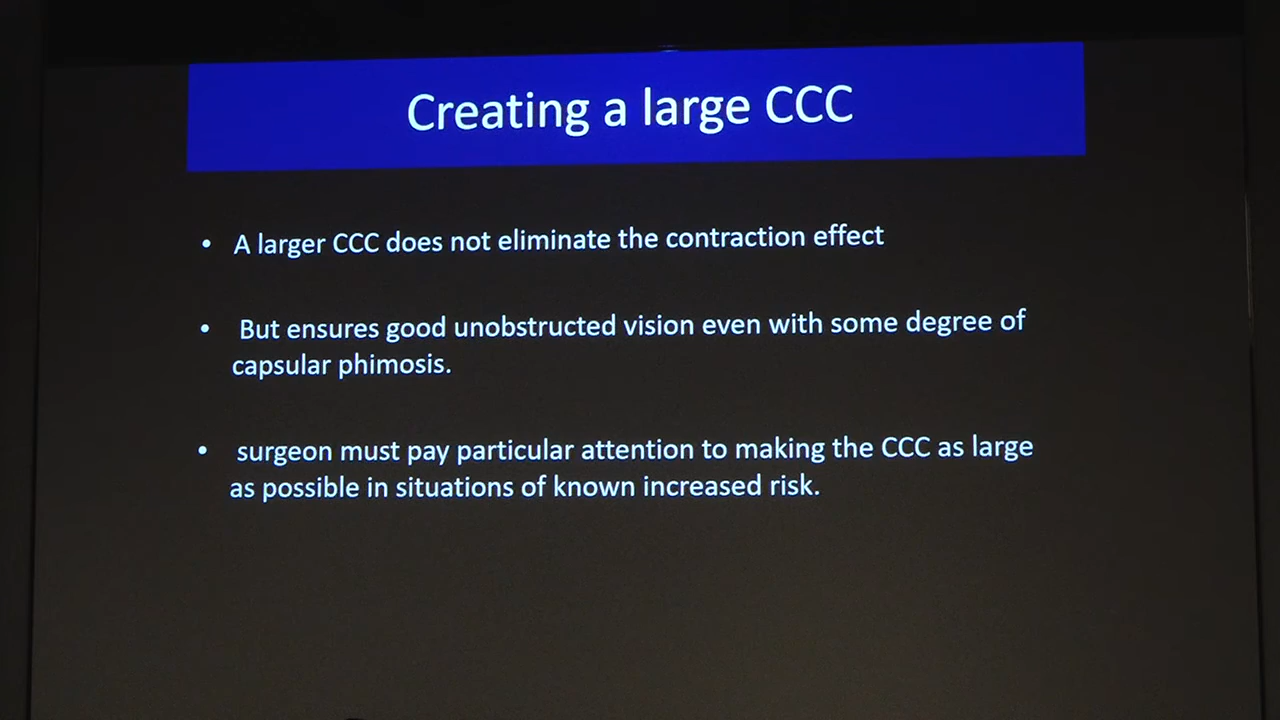 Creating a large CCC
• A larger CCC does not eliminate the contraction effect
• But ensures good unobstructed vision even with some degree of
capsular phimosis.
• surgeon must pay particular attention to making the CCC as large
as possible in situations of known increased risk.